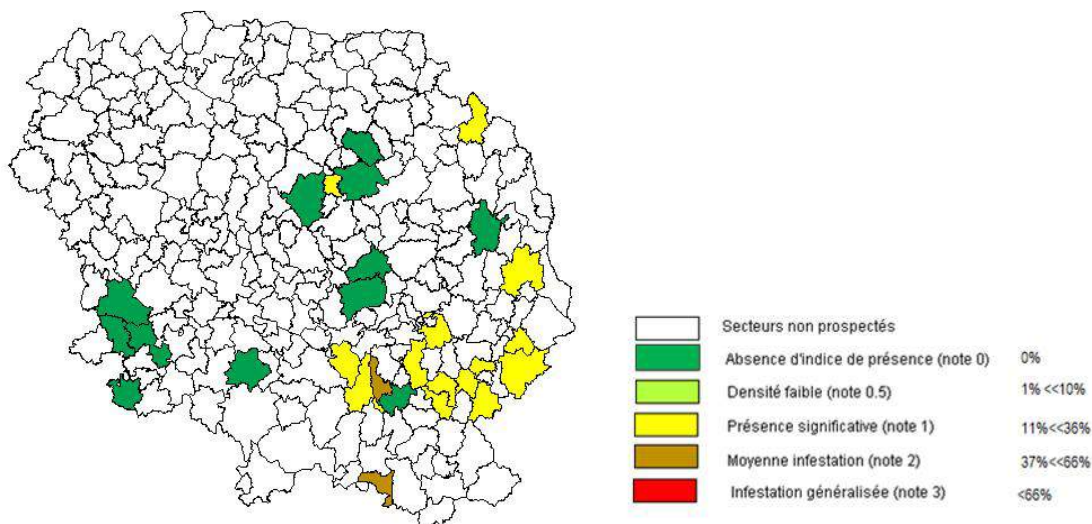 Secteurs non prospectés
Absence d'indice de présence (note 0) 0%
Densité faible (note 0.5) 1% <<10%
Présence significative (note 1) 11%<<36%
Moyenne infestation (note 2) 37%<<66%
Infestation généralisée (note 3) <66%